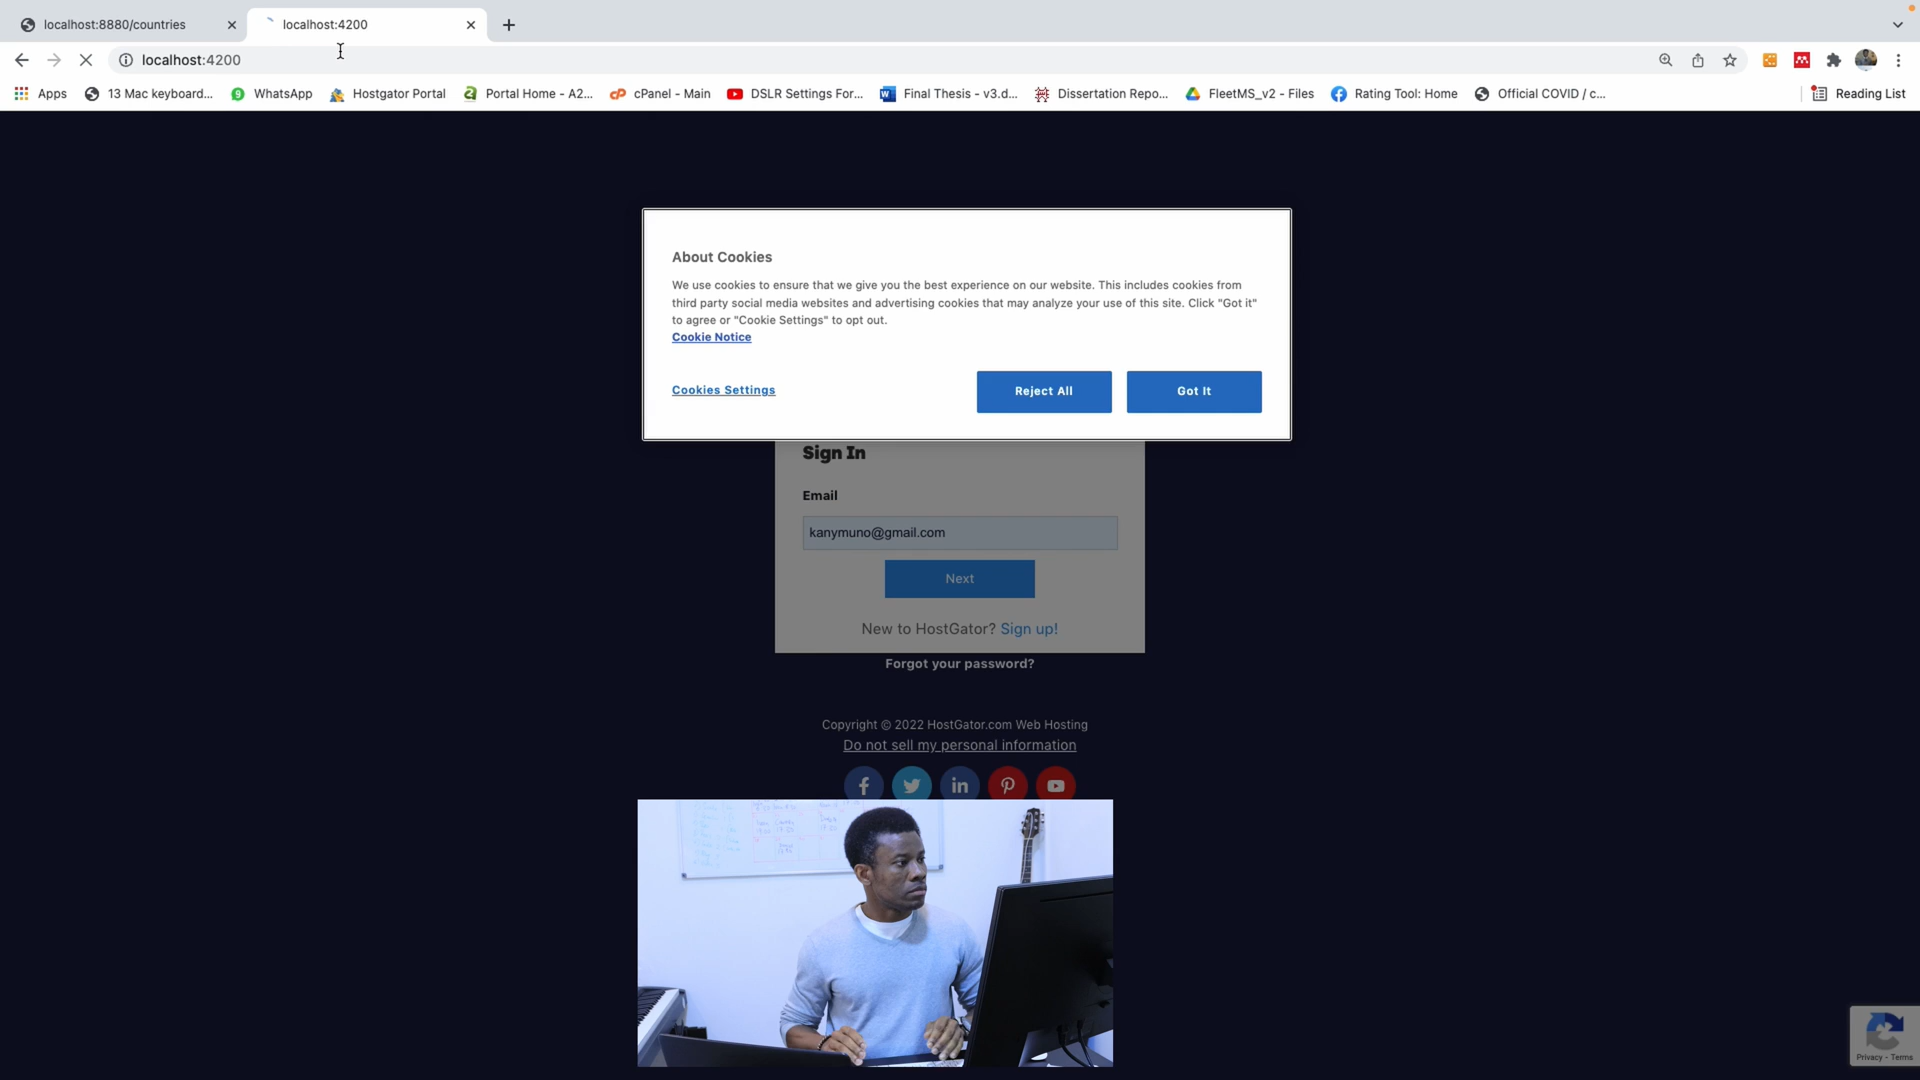 localhost:8880/countries
localhost:4200
localhost:4200
Apps
13 Mac keyboard...
WhatsApp
Hostgator Portal
Portal Home - A2...
cPanel - Main
DSLR Settings For...
Final Thesis - v3.d...
Dissertation Repo...
FleetMS_v2 - Files
Rating Tool: Home
Official COVID / c...
Reading List
About Cookies
We use cookies to ensure that we give you the best experience on our website. This includes cookies from
third party social media websites and advertising cookies that may analyze your use of this site. Click "Got it"
to agree or "Cookie Settings" to opt out.
Cookie Notice
Cookies Settings
Reject All
Got It
Sign In
Email
kanymuno@gmail.com
Next
New to HostGator? Sign up!
Forgot your password?
Copyright © 2022 HostGator.com Web Hosting
Do not sell my personal information
Privacy - Terms